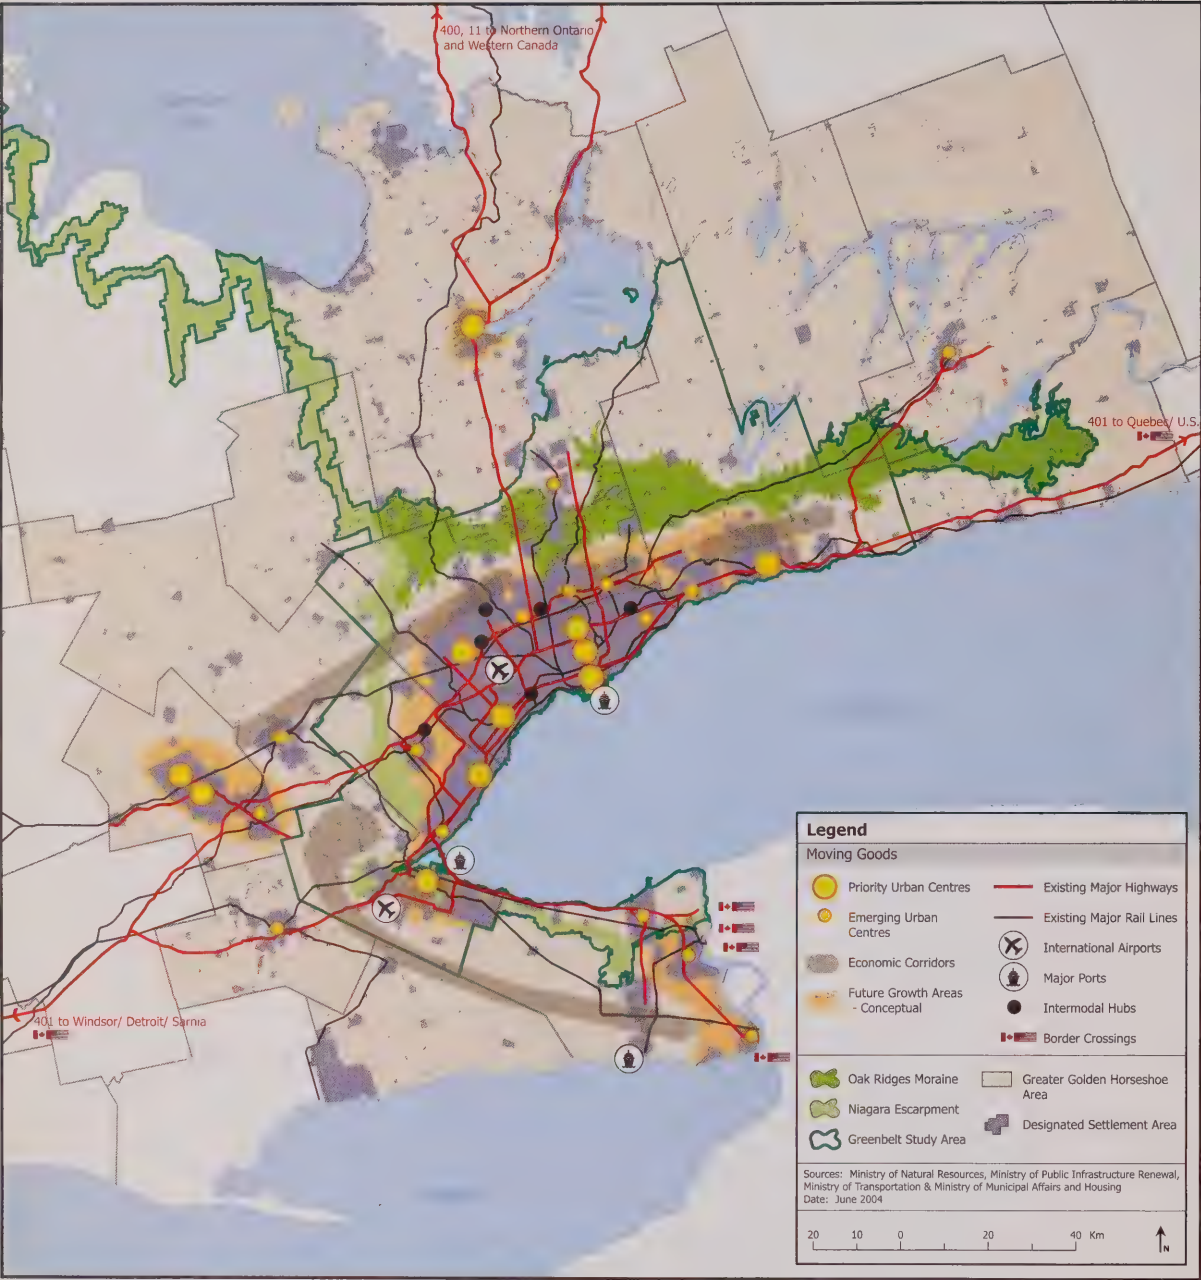 400, 11 to Northern Ontario
and Western Canada
401 to Quebec/ U.S.
401 to Windsor/ Detroit/ Sarnia
Legend
Moving Goods
Priority Urban Centres
Emerging Urban
Centres
Economic Corridors
Future Growth Areas
- Conceptual
Existing Major Highways
Existing Major Rail Lines
International Airports
Major Ports
Intermodal Hubs
Border Crossings
Oak Ridges Moraine
Niagara Escarpment
Greenbelt Study Area
Greater Golden Horseshoe
Area
Designated Settlement Area
Sources: Ministry of Natural Resources, Ministry of Public Infrastructure Renewal,
Ministry of Transportation & Ministry of Municipal Affairs and Housing
Date: June 2004
20 10 0 20 40 Km
N